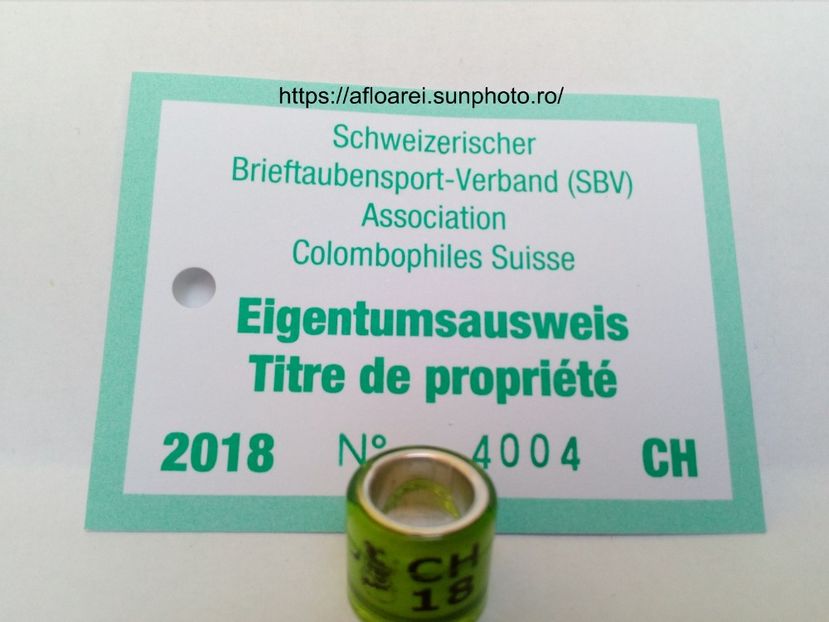 https://afloarei.sunphoto.ro/
Schweizerischer
Brieftaubensport-Verband (SBV)
Association
Colombophiles Suisse
Eigentumsausweis
Titre de propriété
2018 N° 4004 CH
CH
18